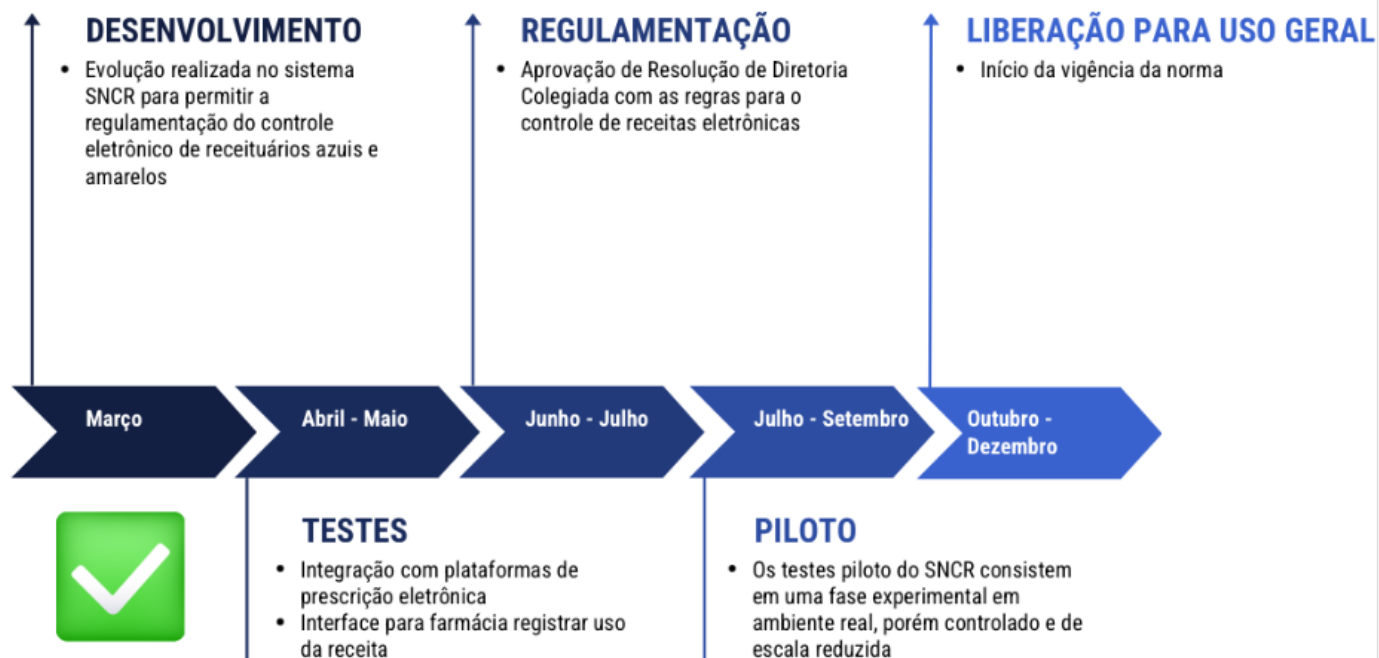 DESENVOLVIMENTO
• Evolução realizada no sistema
SNCR para permitir a
regulamentação do controle
eletrônico de receituários azuis e
amarelos
REGULAMENTAÇÃO
• Aprovação de Resolução de Diretoria
Colegiada com as regras para o
controle de receitas eletrônicas
LIBERAÇÃO PARA USO GERAL
• Início da vigência da norma
Março
Abril - Maio
Junho - Julho
Julho - Setembro
Outubro -
Dezembro
TESTES
• Integração com plataformas de
prescrição eletrônica
• Interface para farmácia registrar uso
da receita
PILOTO
• Os testes piloto do SNCR consistem
em uma fase experimental em
ambiente real, porém controlado e de
escala reduzida